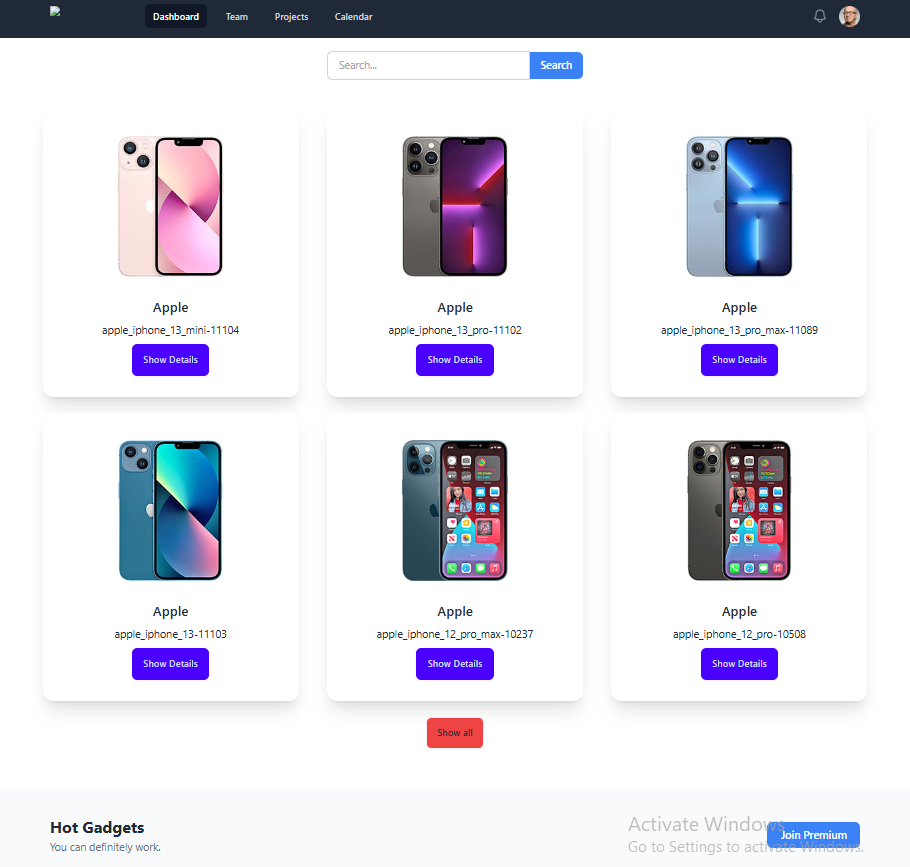 Dashboard
Team
Projects
Calendar
Search...
Search
Apple
apple_iphone_13_mini-11104
Show Details
Apple
apple_iphone_13_pro-11102
Show Details
Apple
apple_iphone_13_pro_max-11089
Show Details
Apple
apple_iphone_13-11103
Show Details
Apple
apple_iphone_12_pro_max-10237
Show Details
Apple
apple_iphone_12_pro-10508
Show Details
Show all
Hot Gadgets
You can definitely work.
Join Premium
Activate Windows
Go to Settings to activate Windows.